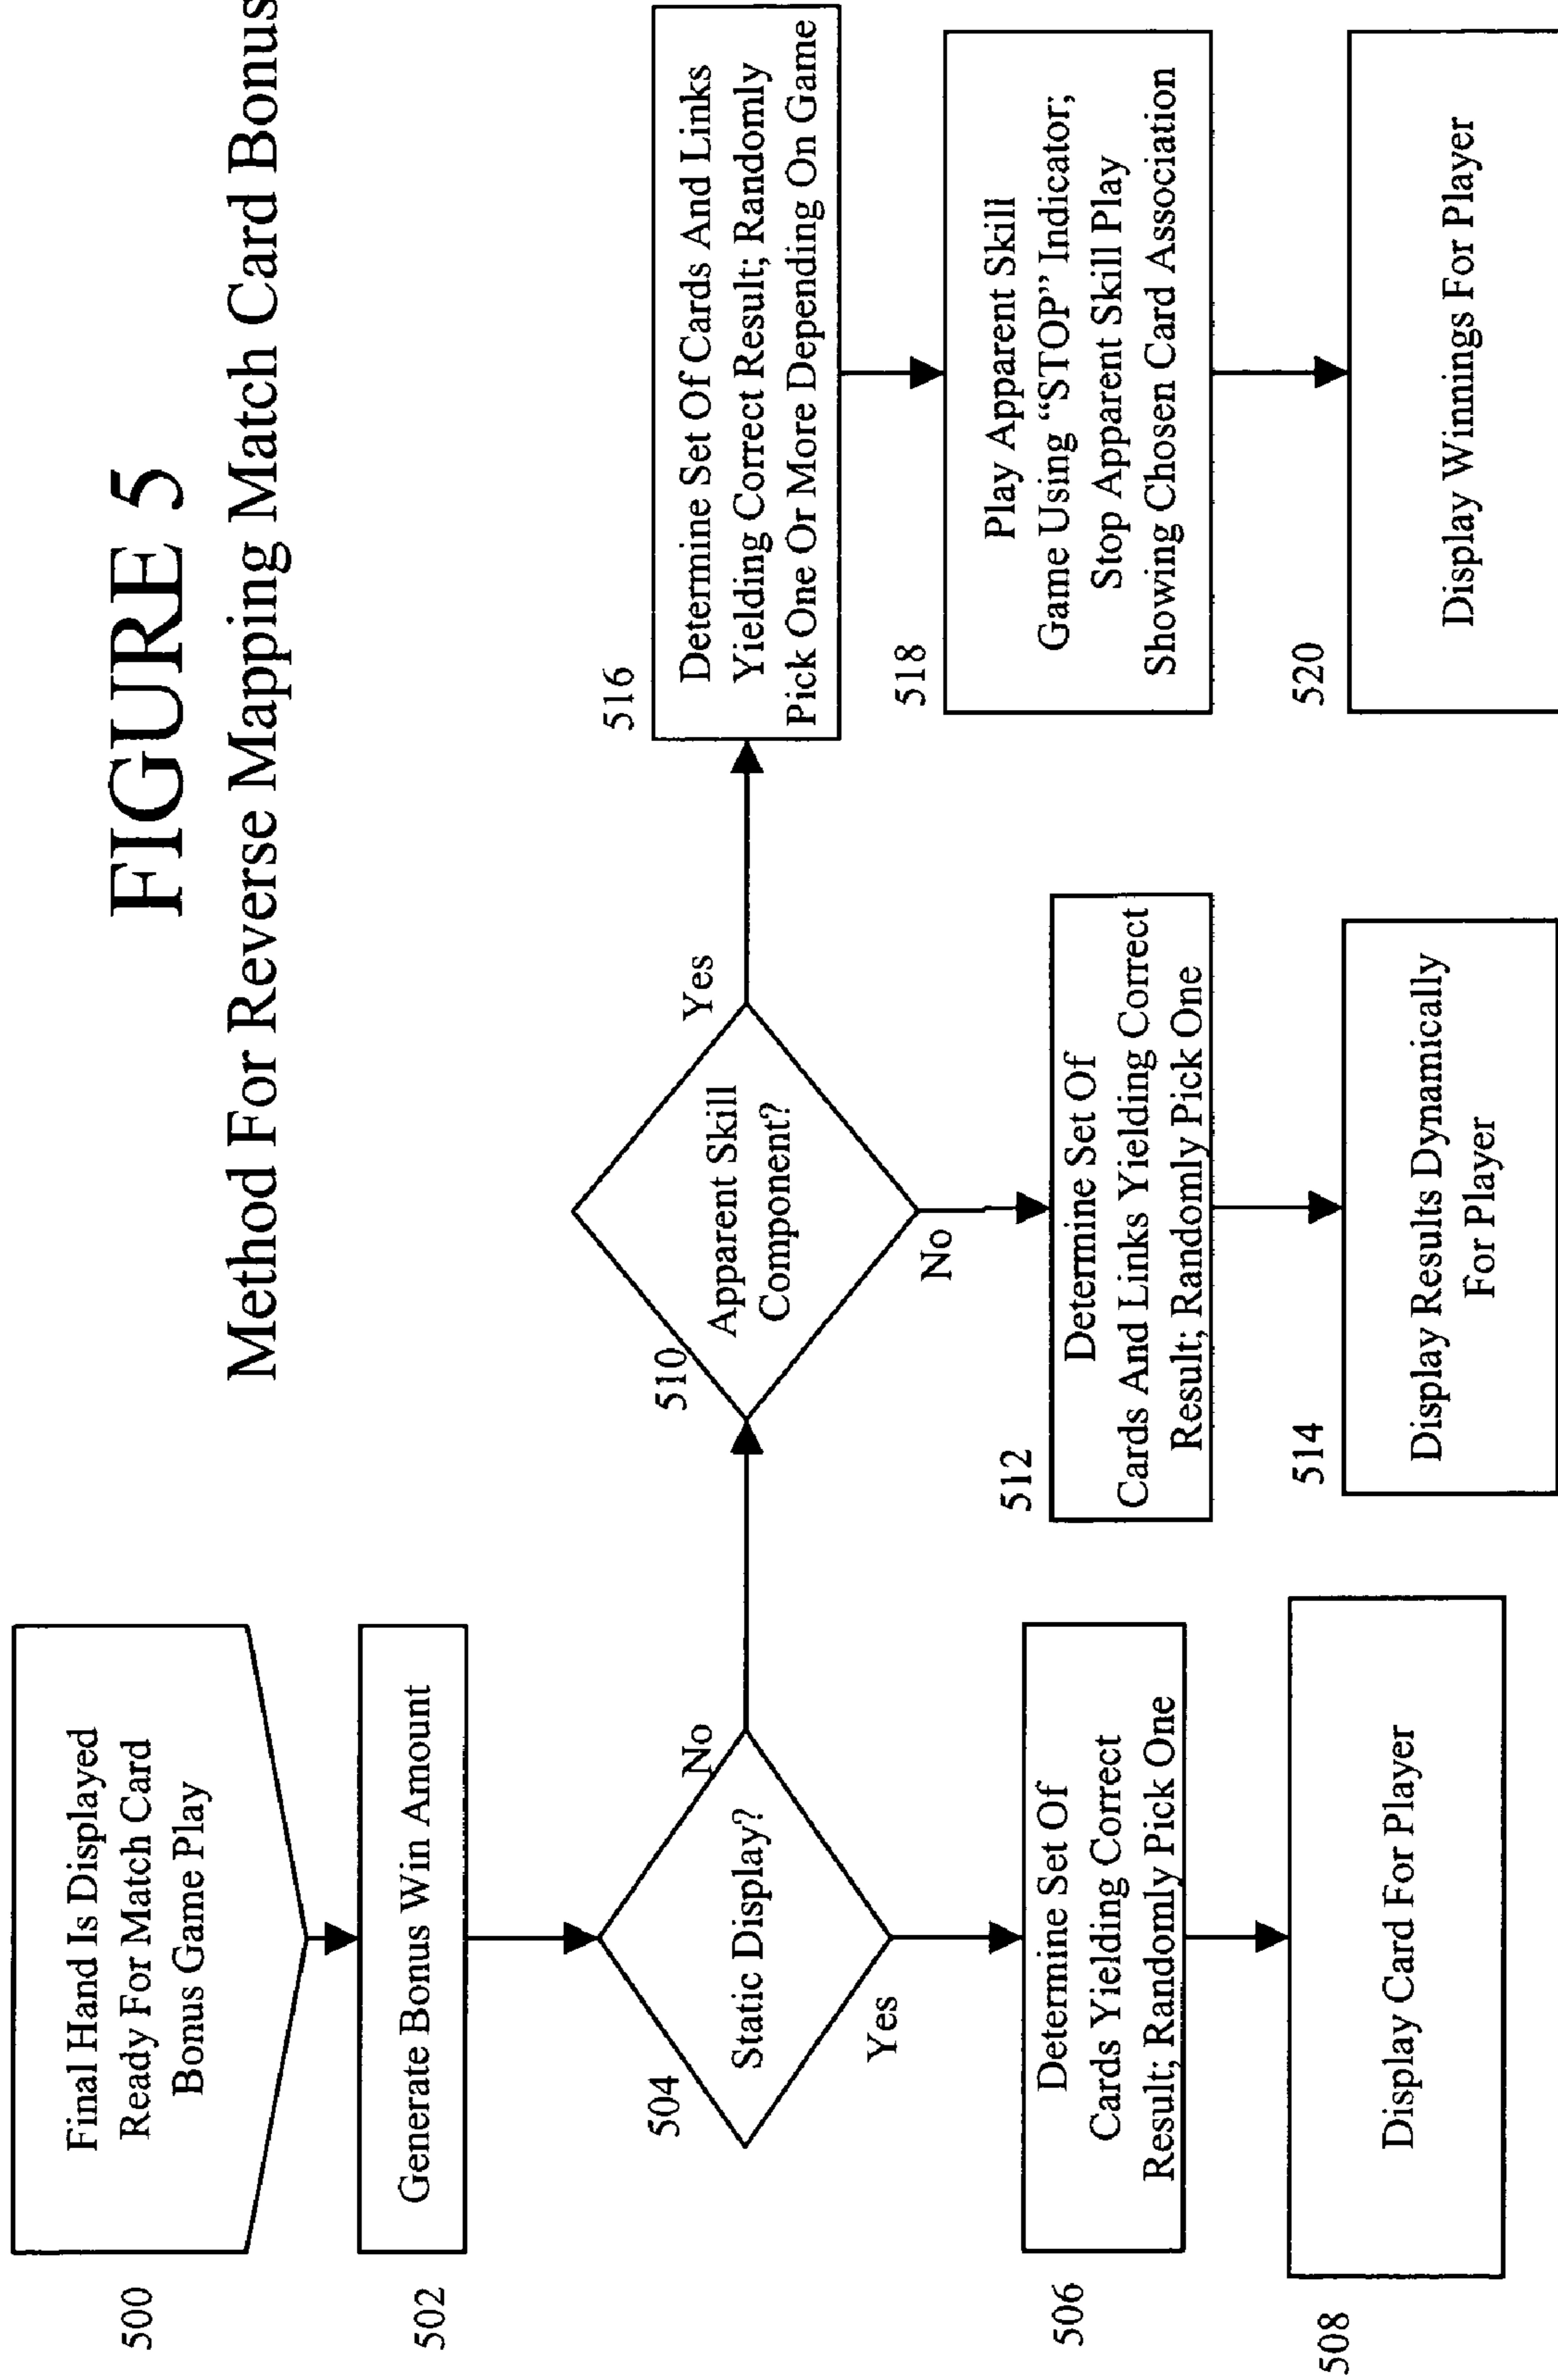 FIGURE 5
Method For Reverse Mapping Match Card Bonus
500
Final Hand Is Displayed
Ready For Match Card
Bonus Game Play
502
Generate Bonus Win Amount
504
Static Display?
No
Yes
506
Determine Set Of
Cards Yielding Correct
Result; Randomly Pick One
508
Display Card For Player
510
Apparent Skill
Component?
Yes
No
512
Determine Set Of
Cards And Links Yielding Correct
Result; Randomly Pick One
514
Display Results Dynamically
For Player
516
Determine Set Of Cards And Links
Yielding Correct Result; Randomly
Pick One Or More Depending On Game
518
Play Apparent Skill
Game Using “STOP” Indicator;
Stop Apparent Skill Play
Showing Chosen Card Association
520
Display Winnings For Player